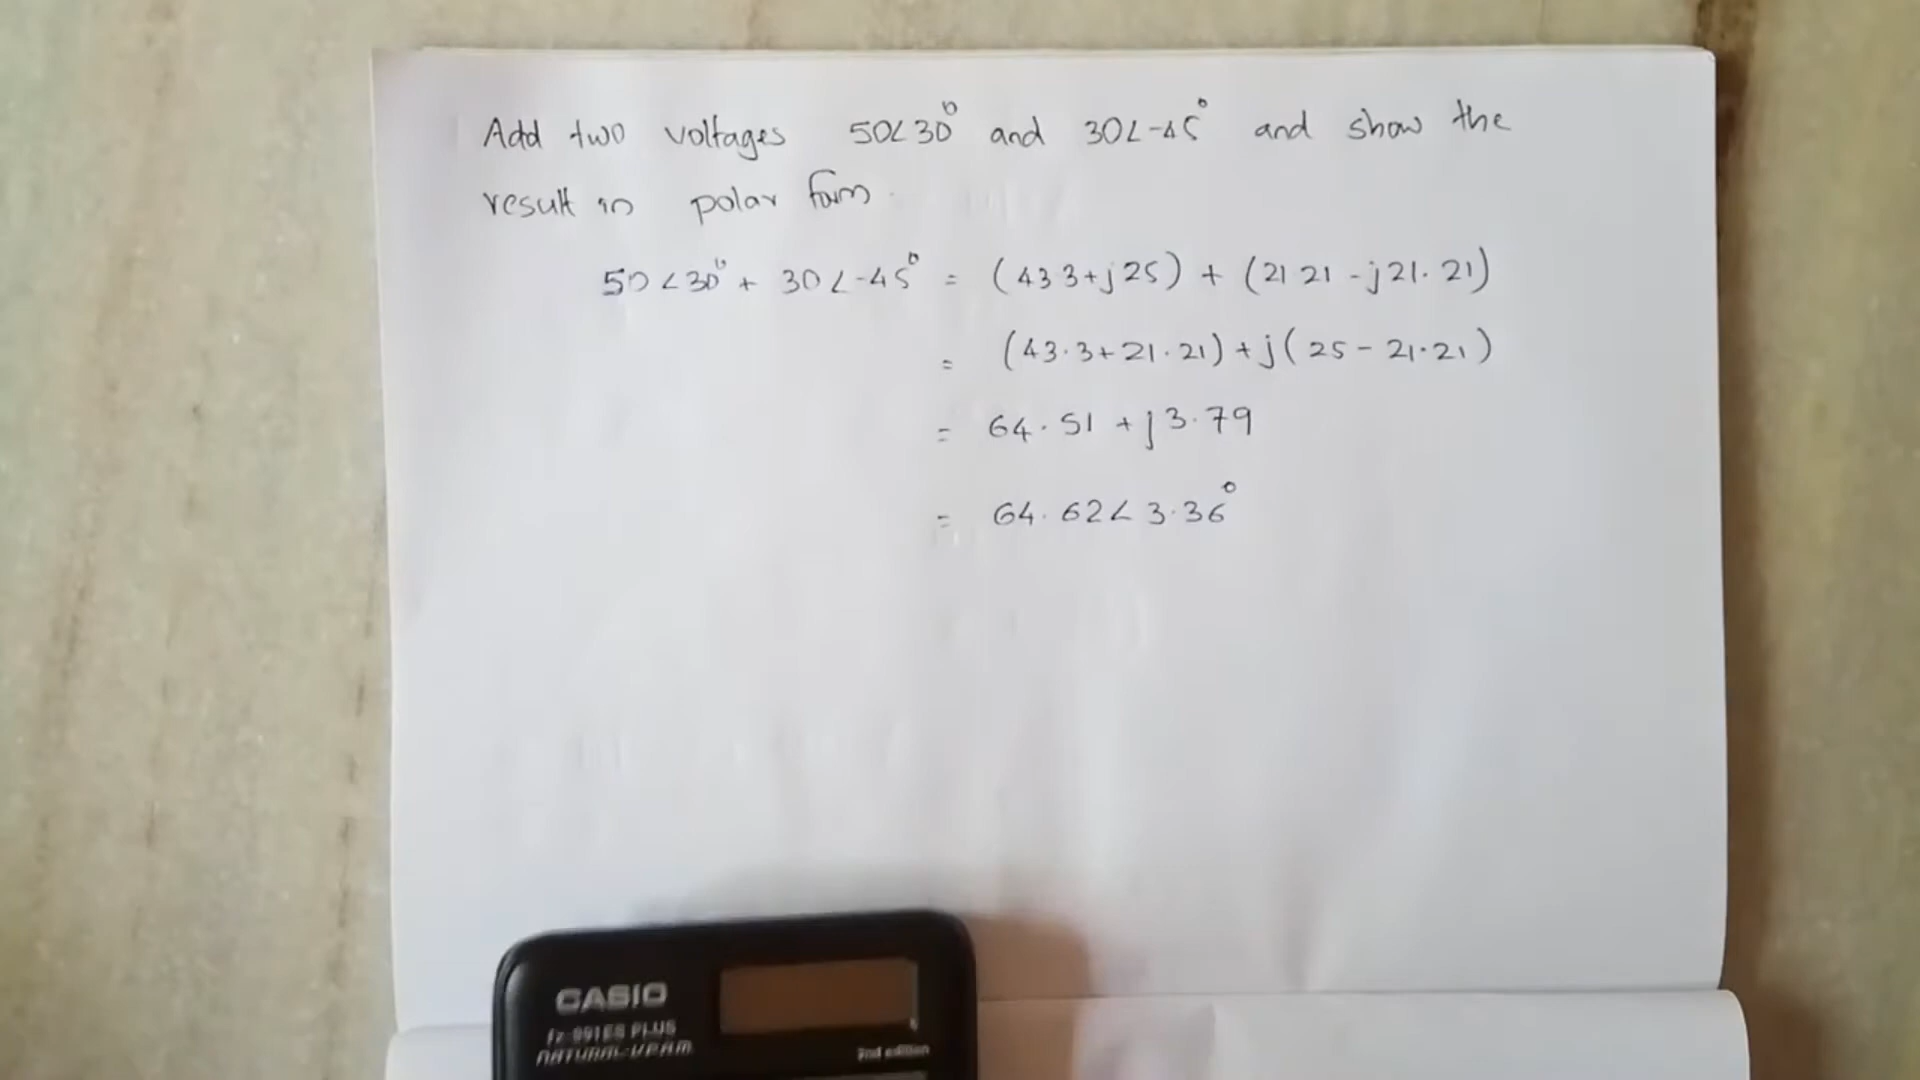 Add two voltages 50∠30° and 30∠-45° and show the
result in polar form.
50∠30° + 30∠-45° = (43.3+j25) + (21.21 - j21.21)
= (43.3+21.21) + j(25 - 21.21)
= 64.51 + j3.79
= 64.62∠3.36°
CASIO
fx-991ES PLUS
NATURAL-V.P.A.M.
2nd edition